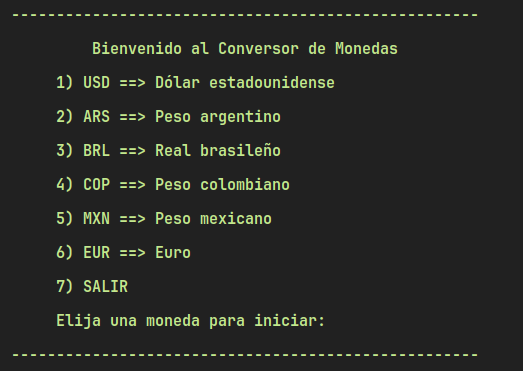 ----------------------------------------------------
Bienvenido al Conversor de Monedas
1) USD ==> Dólar estadounidense
2) ARS ==> Peso argentino
3) BRL ==> Real brasileño
4) COP ==> Peso colombiano
5) MXN ==> Peso mexicano
6) EUR ==> Euro
7) SALIR
Elija una moneda para iniciar:
----------------------------------------------------